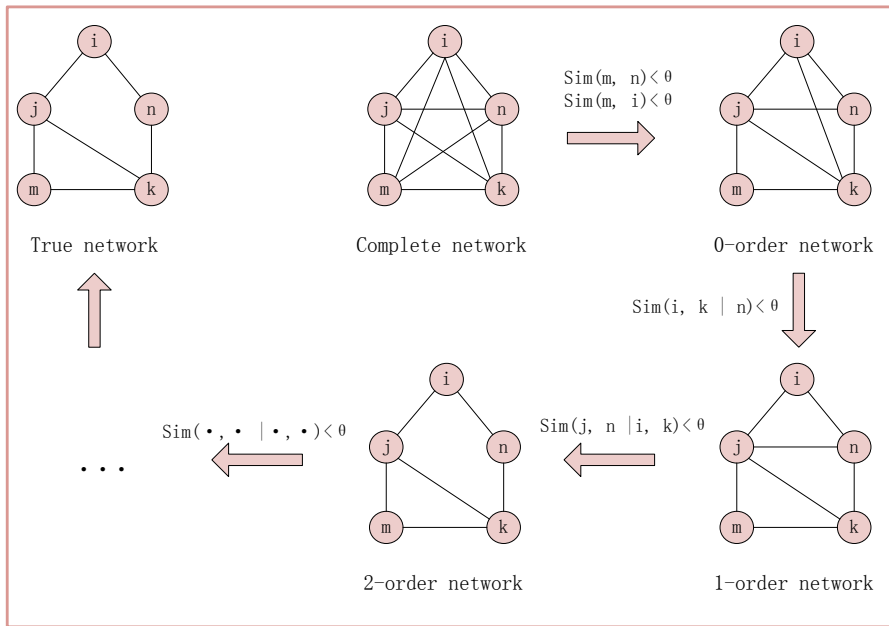 i
j
n
m
k
True network
i
j
n
m
k
Complete network
Sim(m, n)<θ
Sim(m, i)<θ
i
j
n
m
k
0-order network
Sim(i, k | n)<θ
i
j
n
m
k
1-order network
Sim(j, n |i, k)<θ
i
j
n
m
k
2-order network
Sim(•, • |•, •)<θ
...